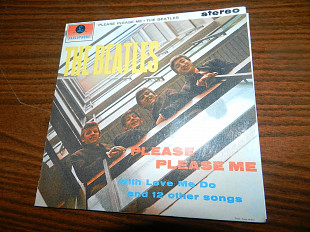 PLEASE PLEASE ME • THE BEATLES
stereo
THE BEATLES
PLEASE
PLEASE ME
with Love Me Do
and 12 other songs